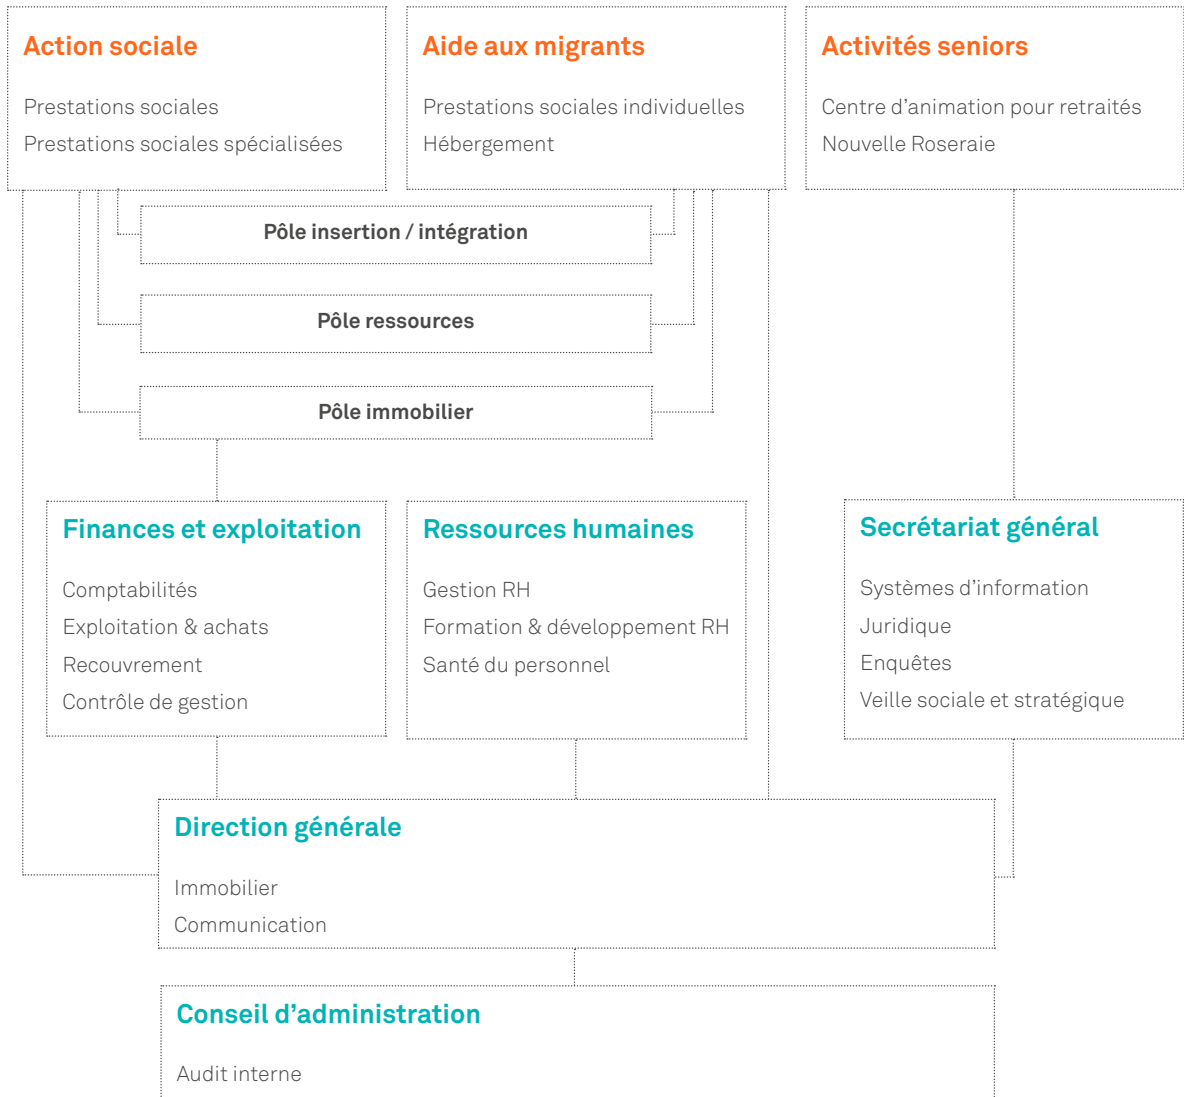 Action sociale
Prestations sociales
Prestations sociales spécialisées
Aide aux migrants
Prestations sociales individuelles
Hébergement
Activités seniors
Centre d’animation pour retraités
Nouvelle Roseraie
Pôle insertion / intégration
Pôle ressources
Pôle immobilier
Finances et exploitation
Comptabilités
Exploitation & achats
Recouvrement
Contrôle de gestion
Ressources humaines
Gestion RH
Formation & développement RH
Santé du personnel
Secrétariat général
Systèmes d’information
Juridique
Enquêtes
Veille sociale et stratégique
Direction générale
Immobilier
Communication
Conseil d’administration
Audit interne